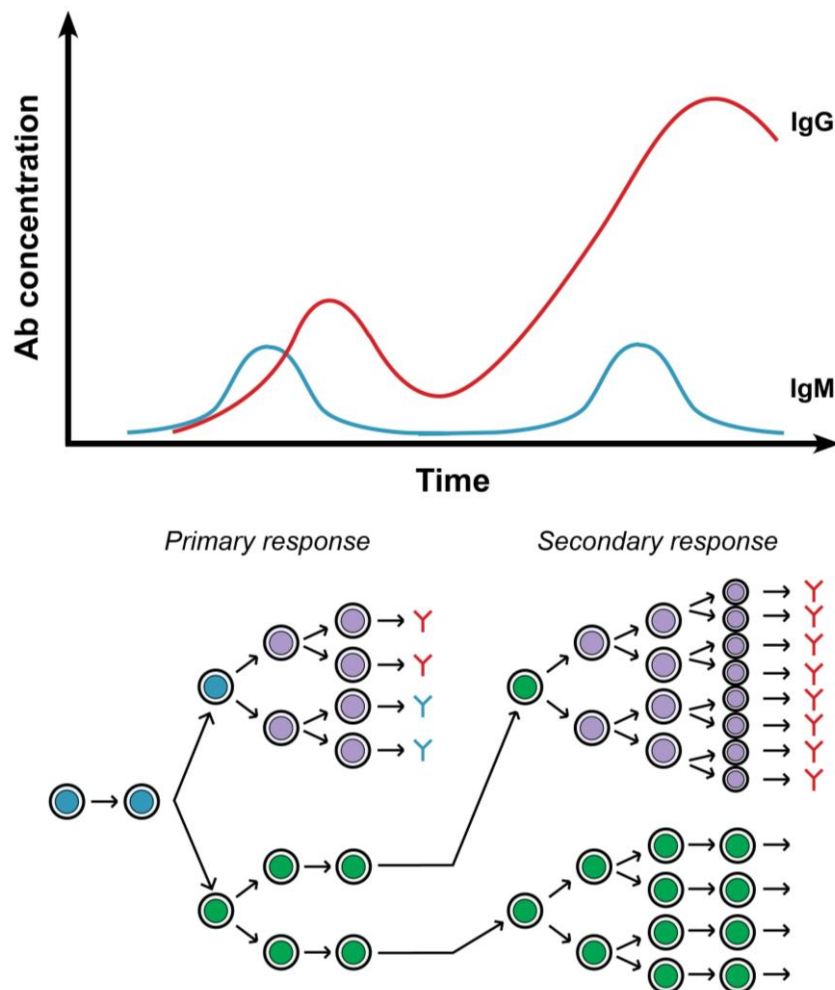 Ab concentration
IgG
IgM
Time
Primary response
Secondary response